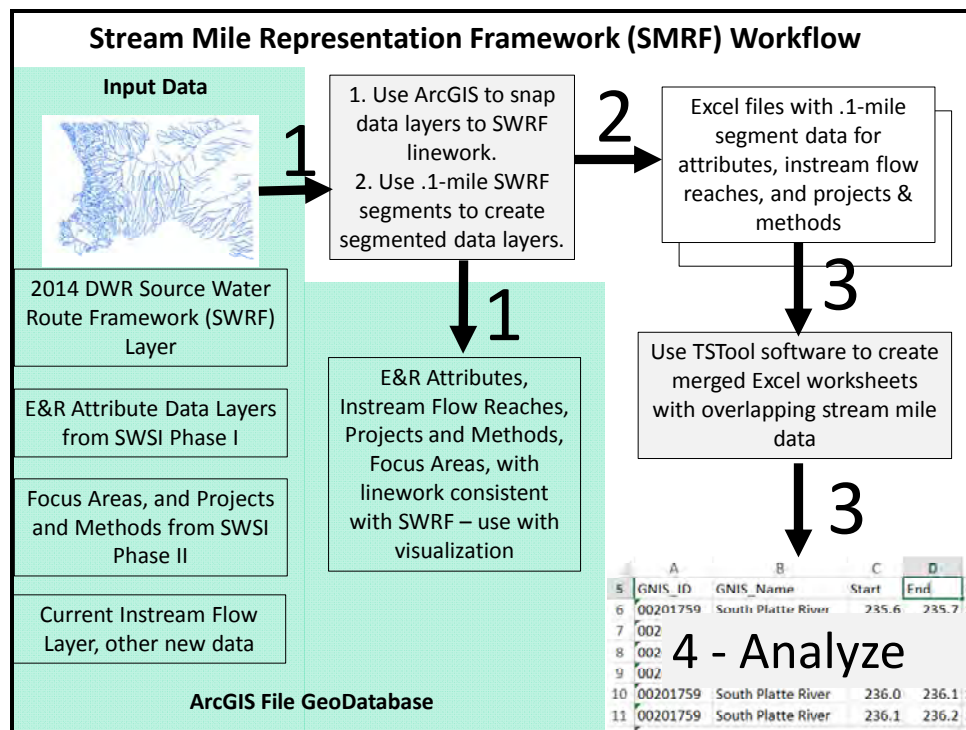 Stream Mile Representation Framework (SMRF) Workflow
Input Data
1
2014 DWR Source Water
Route Framework (SWRF)
Layer
E&R Attribute Data Layers
from SWSI Phase I
Focus Areas, and Projects
and Methods from SWSI
Phase II
Current Instream Flow
Layer, other new data
ArcGIS File GeoDatabase
1. Use ArcGIS to snap
data layers to SWRF
linework.
2. Use .1-mile SWRF
segments to create
segmented data layers.
1
E&R Attributes,
Instream Flow Reaches,
Projects and Methods,
Focus Areas, with
linework consistent
with SWRF – use with
visualization
2
Excel files with .1-mile
segment data for
attributes, instream flow
reaches, and projects &
methods
3
Use TSTool software to create
merged Excel worksheets
with overlapping stream mile
data
3
A B C D
5 GNIS_ID GNIS_Name Start End
6 00201759 South Platte River 235.6 235.7
7 002
8 002
9 002
4 - Analyze
10 00201759 South Platte River 236.0 236.1
11 00201759 South Platte River 236.1 236.2